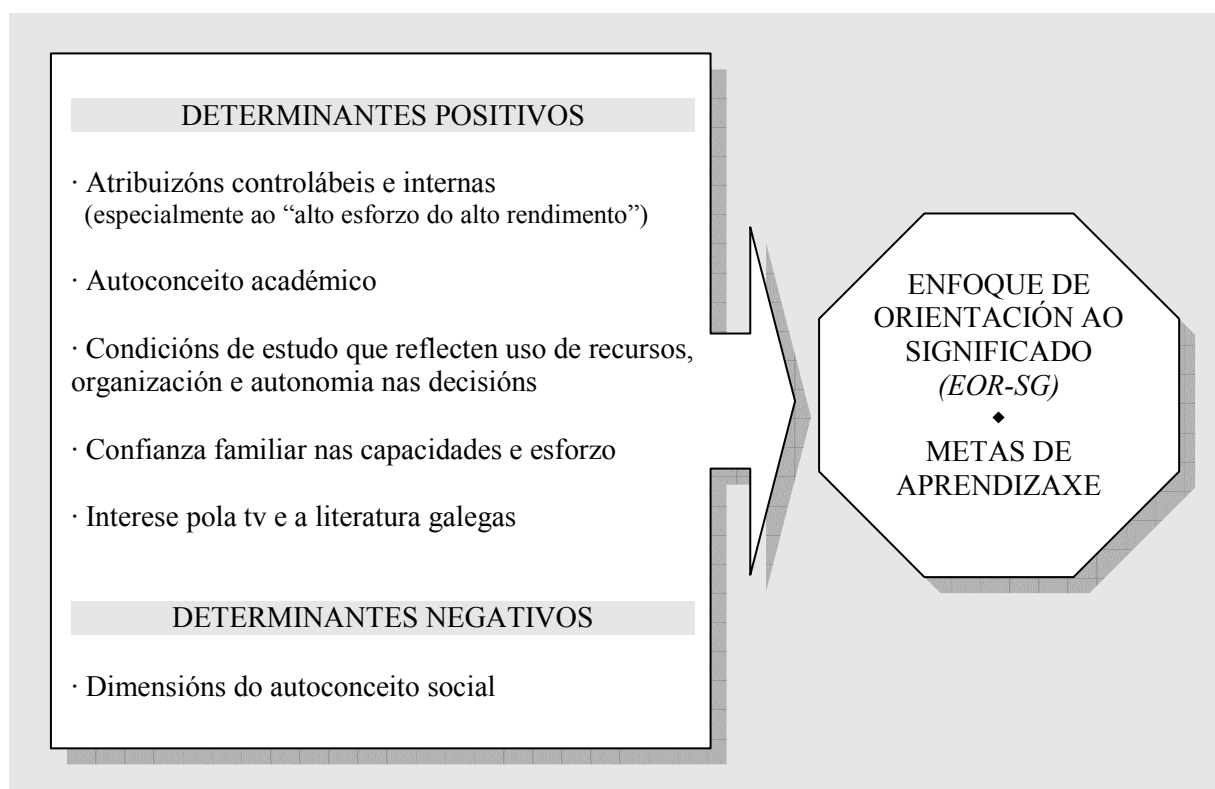 DETERMINANTES POSITIVOS
· Atribuizóns controlábeis e internas
(especialmente ao “alto esforzo do alto rendimento”)
· Autoconceito académico
· Condicións de estudo que reflecten uso de recursos,
organización e autonomia nas decisións
· Confianza familiar nas capacidades e esforzo
· Interese pola tv e a literatura galegas
DETERMINANTES NEGATIVOS
· Dimensións do autoconceito social
ENFOQUE DE
ORIENTACIÓN AO
SIGNIFICADO
(EOR-SG)
◆
METAS DE
APRENDIZAXE